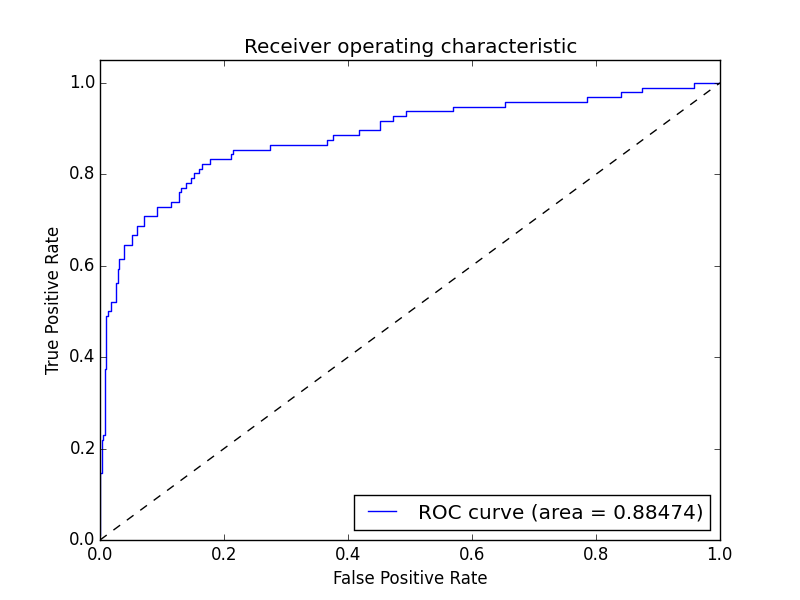 Receiver operating characteristic
1.0
0.8
0.6
0.4
0.2
0.0
True Positive Rate
ROC curve (area = 0.88474)
0.0 0.2 0.4 0.6 0.8 1.0
False Positive Rate